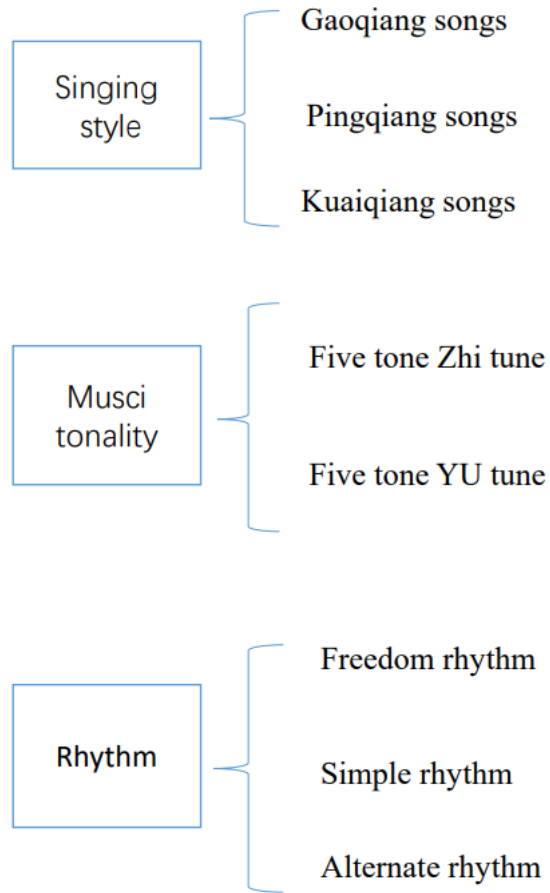 Singing
style
Gaoqiang songs
Pingqiang songs
Kuaiqiang songs
Musci
tonality
Five tone Zhi tune
Five tone YU tune
Rhythm
Freedom rhythm
Simple rhythm
Alternate rhythm